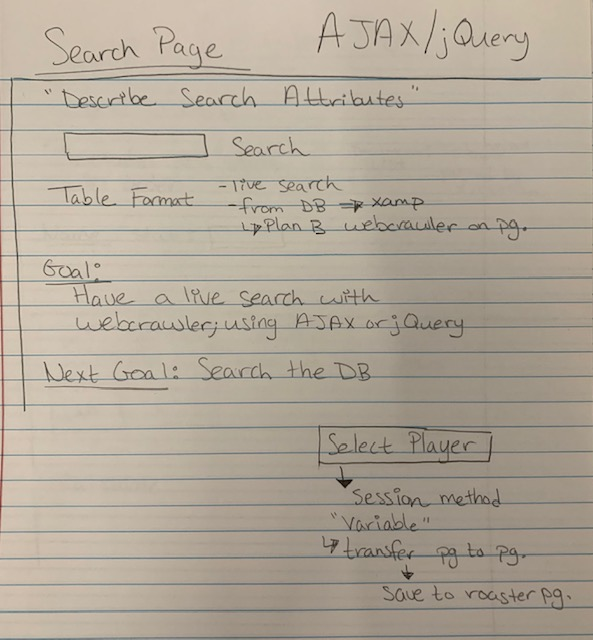 Search Page
AJAX/jQuery
"Describe Search Attributes"
Search
Table Format
- live search
- from DB ⇒ xamp
↳ Plan B webcrawler on pg.
Goal:
Have a live search with
webcrawler; using AJAX or jQuery
Next Goal: Search the DB
Select Player
↓
Session method
"Variable"
↳ transfer pg to pg.
↓
save to roaster pg.